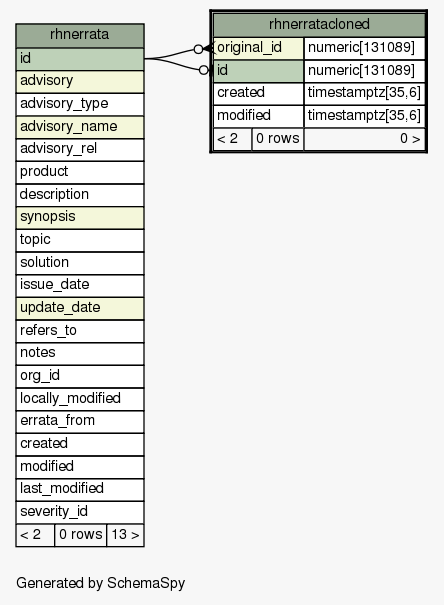 rhnerrata
id
advisory
advisory_type
advisory_name
advisory_rel
product
description
synopsis
topic
solution
issue_date
update_date
refers_to
notes
org_id
locally_modified
errata_from
created
modified
last_modified
severity_id
< 2 0 rows 13 >
rhnerratacloned
original_id numeric[131089]
id numeric[131089]
created timestamptz[35,6]
modified timestamptz[35,6]
< 2 0 rows 0 >
Generated by SchemaSpy